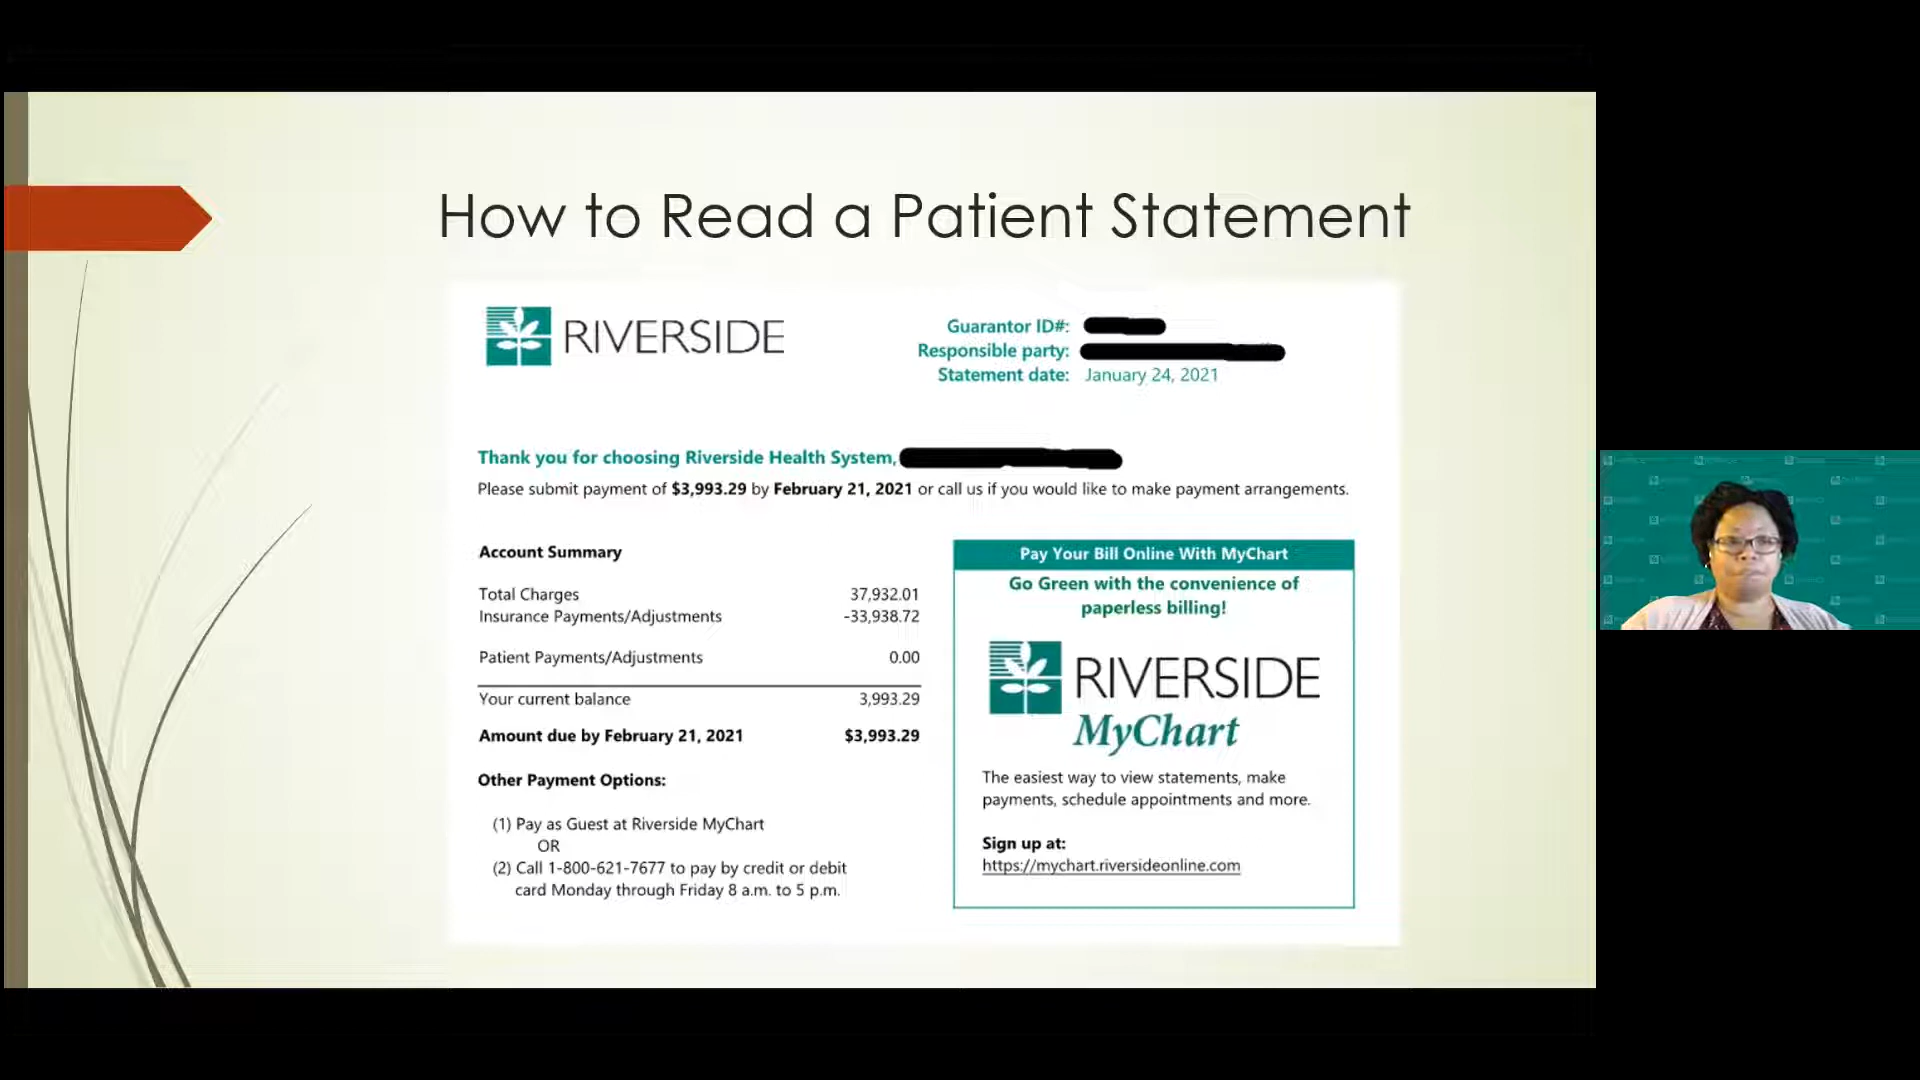 How to Read a Patient Statement
RIVERSIDE
Guarantor ID#:
Responsible party:
Statement date: January 24, 2021
Thank you for choosing Riverside Health System,
Please submit payment of $3,993.29 by February 21, 2021 or call us if you would like to make payment arrangements.
Account Summary
Total Charges 37,932.01
Insurance Payments/Adjustments -33,938.72
Patient Payments/Adjustments 0.00
Your current balance 3,993.29
Amount due by February 21, 2021 $3,993.29
Other Payment Options:
(1) Pay as Guest at Riverside MyChart
OR
(2) Call 1-800-621-7677 to pay by credit or debit
card Monday through Friday 8 a.m. to 5 p.m.
Pay Your Bill Online With MyChart
Go Green with the convenience of
paperless billing!
RIVERSIDE
MyChart
The easiest way to view statements, make
payments, schedule appointments and more.
Sign up at:
https://mychart.riversideonline.com